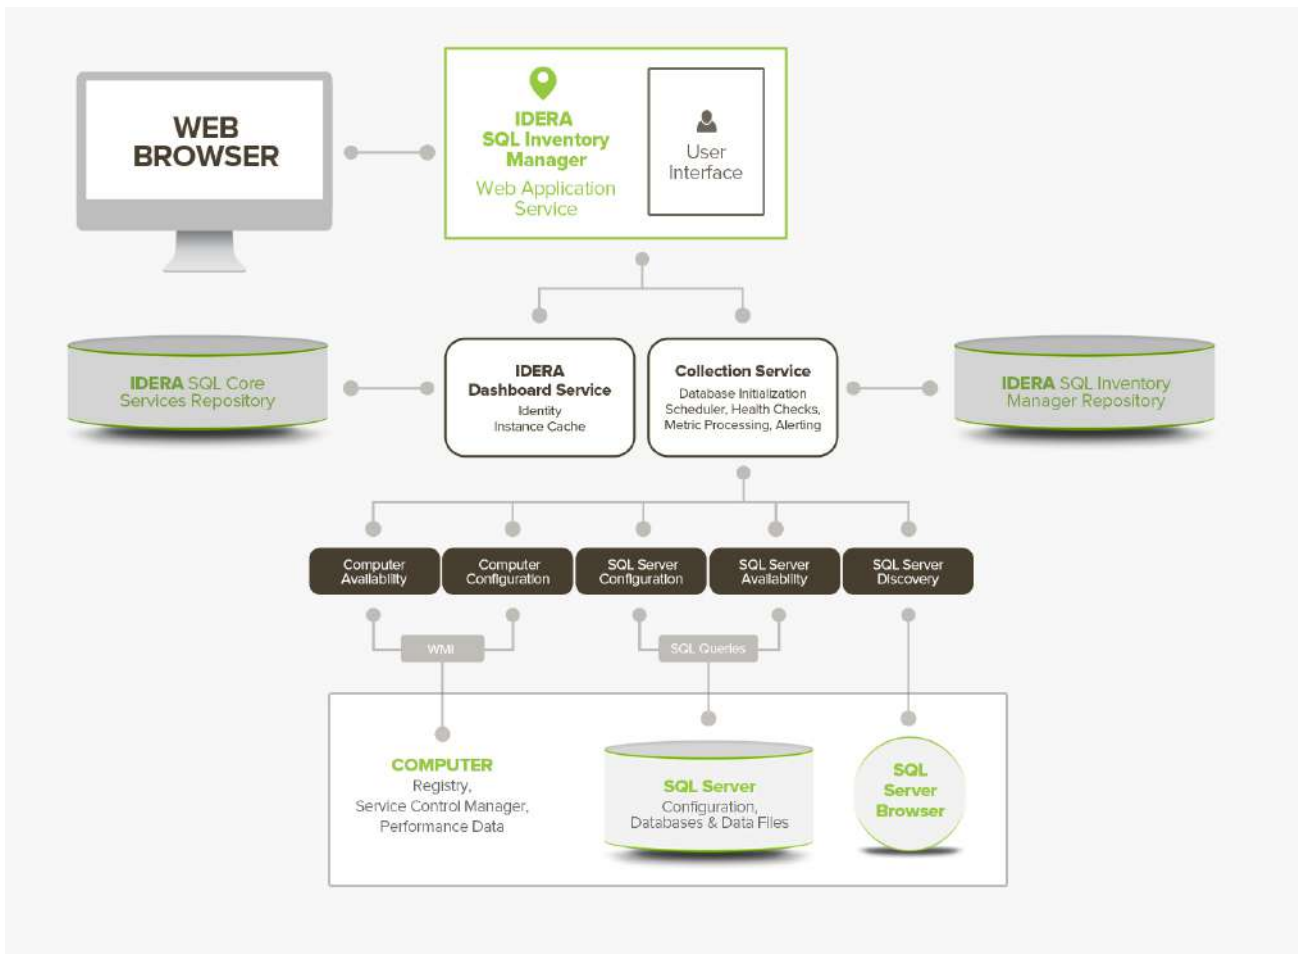 WEB
BROWSER
IDERA
SQL Inventory
Manager
Web Application
Service
User
Interface
IDERA SQL Core
Services Repository
IDERA
Dashboard Service
Identity
Instance Cache
Collection Service
Database Initialization
Scheduler, Health Checks,
Metric Processing, Alerting
IDERA SQL Inventory
Manager Repository
Computer
Availability
Computer
Configuration
SQL Server
Configuration
SQL Server
Availability
SQL Server
Discovery
WMI
SQL Queries
COMPUTER
Registry,
Service Control Manager,
Performance Data
SQL Server
Configuration,
Databases & Data Files
SQL
Server
Browser